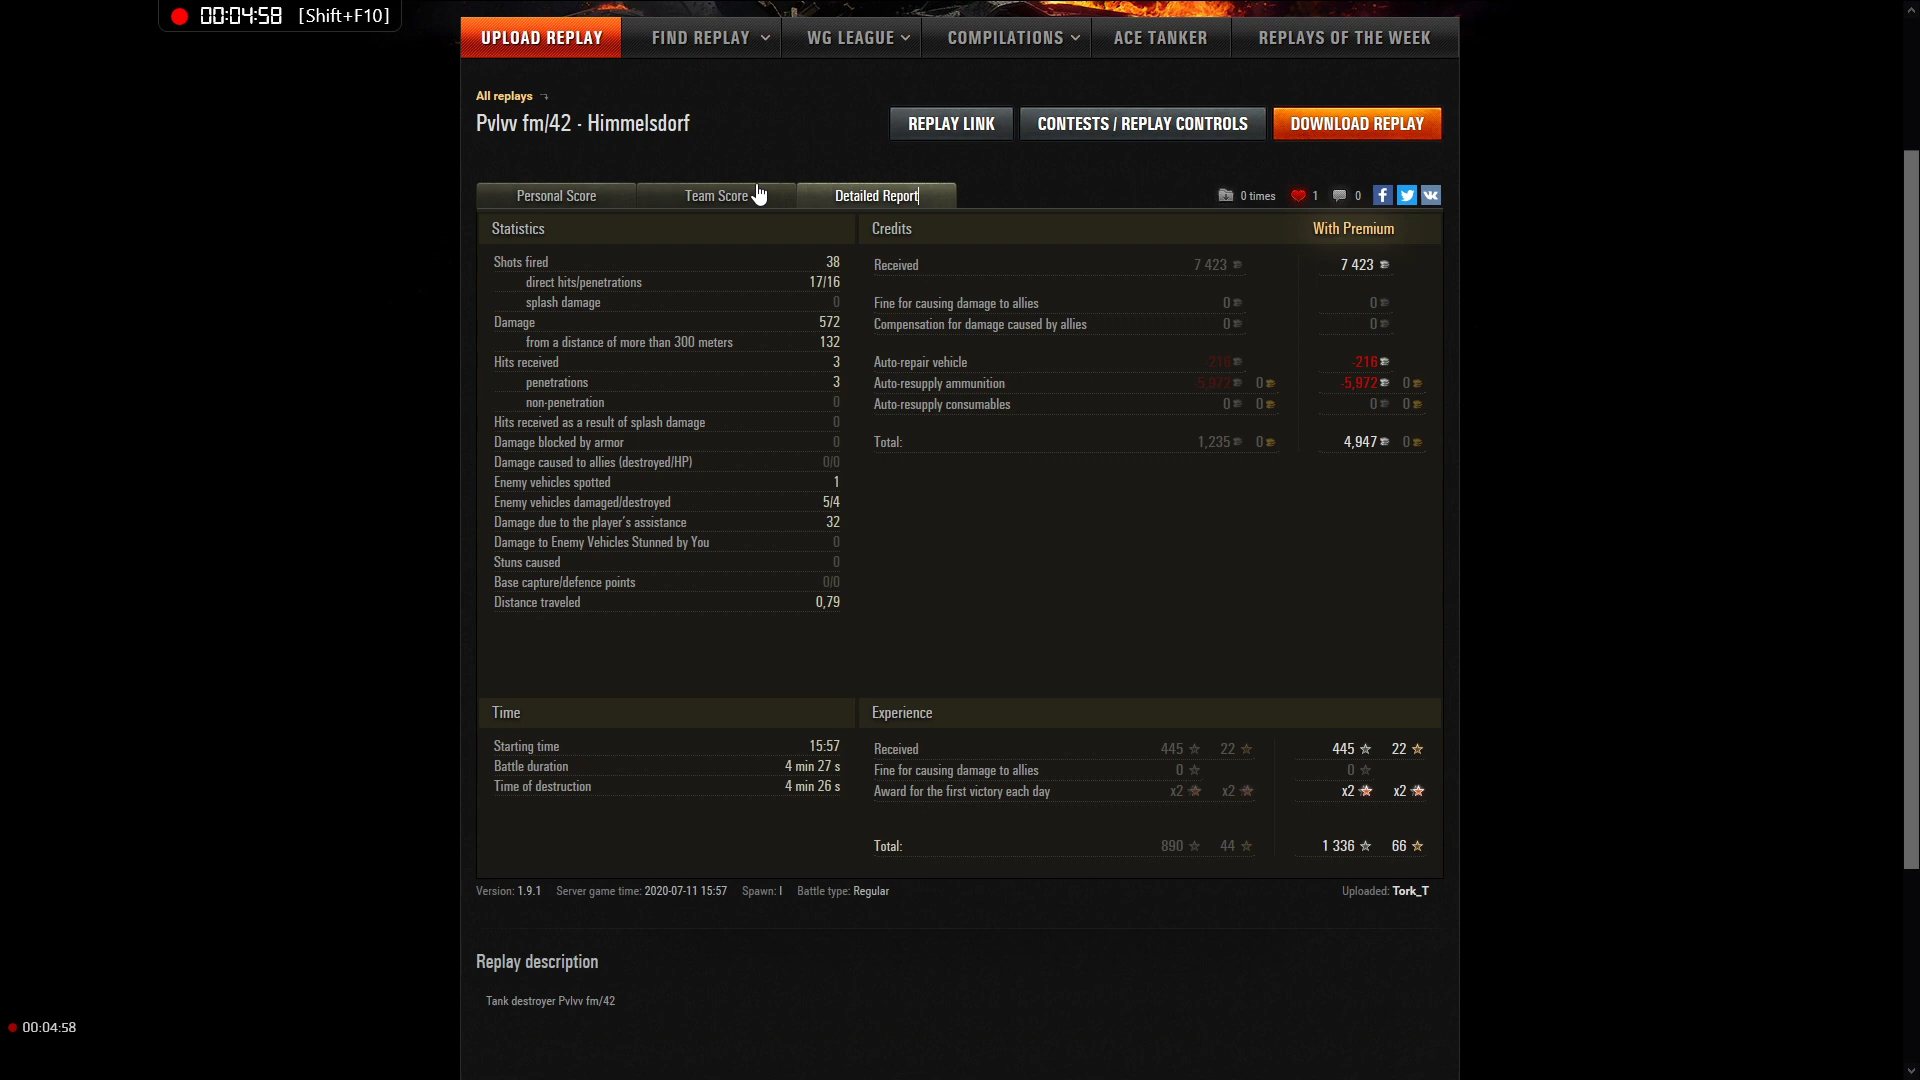 00:04:58 [Shift+F10]
UPLOAD REPLAY FIND REPLAY WG LEAGUE COMPILATIONS ACE TANKER REPLAYS OF THE WEEK
All replays
Pvlvv fm/42 - Himmelsdorf
REPLAY LINK CONTESTS / REPLAY CONTROLS DOWNLOAD REPLAY
Personal Score Team Score Detailed Report 0 times 1 0
Statistics
Shots fired 38
direct hits/penetrations 17/16
splash damage 0
Damage 572
from a distance of more than 300 meters 132
Hits received 3
penetrations 3
non-penetration 0
Hits received as a result of splash damage 0
Damage blocked by armor 0
Damage caused to allies (destroyed/HP) 0/0
Enemy vehicles spotted 1
Enemy vehicles damaged/destroyed 5/4
Damage due to the player's assistance 32
Damage to Enemy Vehicles Stunned by You 0
Stuns caused 0
Base capture/defence points 0/0
Distance traveled 0,79
Credits With Premium
Received 7 423 7 423
Fine for causing damage to allies 0 0
Compensation for damage caused by allies 0 0
Auto-repair vehicle -216 -216
Auto-resupply ammunition -5,972 0 -5,972 0
Auto-resupply consumables 0 0 0 0
Total: 1,235 0 4,947 0
Time
Starting time 15:57
Battle duration 4 min 27 s
Time of destruction 4 min 26 s
Experience
Received 445 22 445 22
Fine for causing damage to allies 0 0
Award for the first victory each day x2 x2 x2 x2
Total: 890 44 1 336 66
Version: 1.9.1 Server game time: 2020-07-11 15:57 Spawn: I Battle type: Regular Uploaded: Tork_T
Replay description
Tank destroyer Pvlvv fm/42
00:04:58